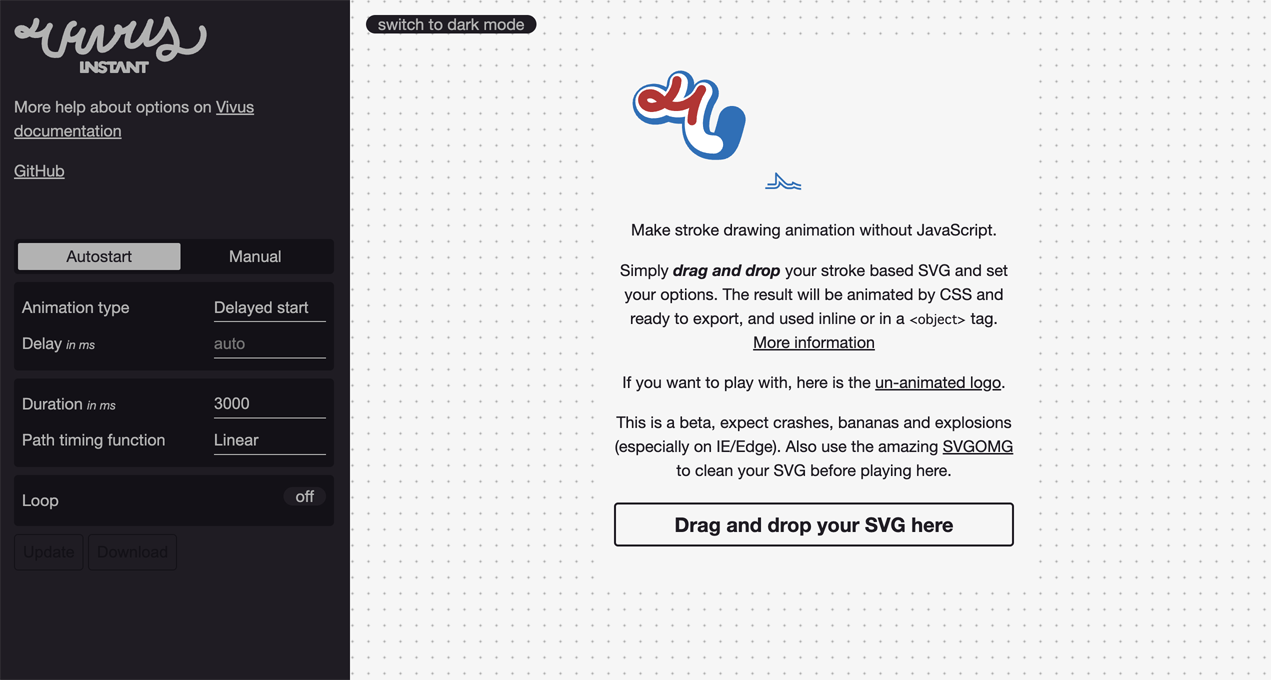 vivus
INSTANT
More help about options on Vivus
documentation
GitHub
Autostart
Manual
Animation type
Delayed start
Delay in ms
auto
Duration in ms
3000
Path timing function
Linear
Loop
off
Update
Download
switch to dark mode
Make stroke drawing animation without JavaScript.
Simply drag and drop your stroke based SVG and set
your options. The result will be animated by CSS and
ready to export, and used inline or in a <object> tag.
More information
If you want to play with, here is the un-animated logo.
This is a beta, expect crashes, bananas and explosions
(especially on IE/Edge). Also use the amazing SVGOMG
to clean your SVG before playing here.
Drag and drop your SVG here